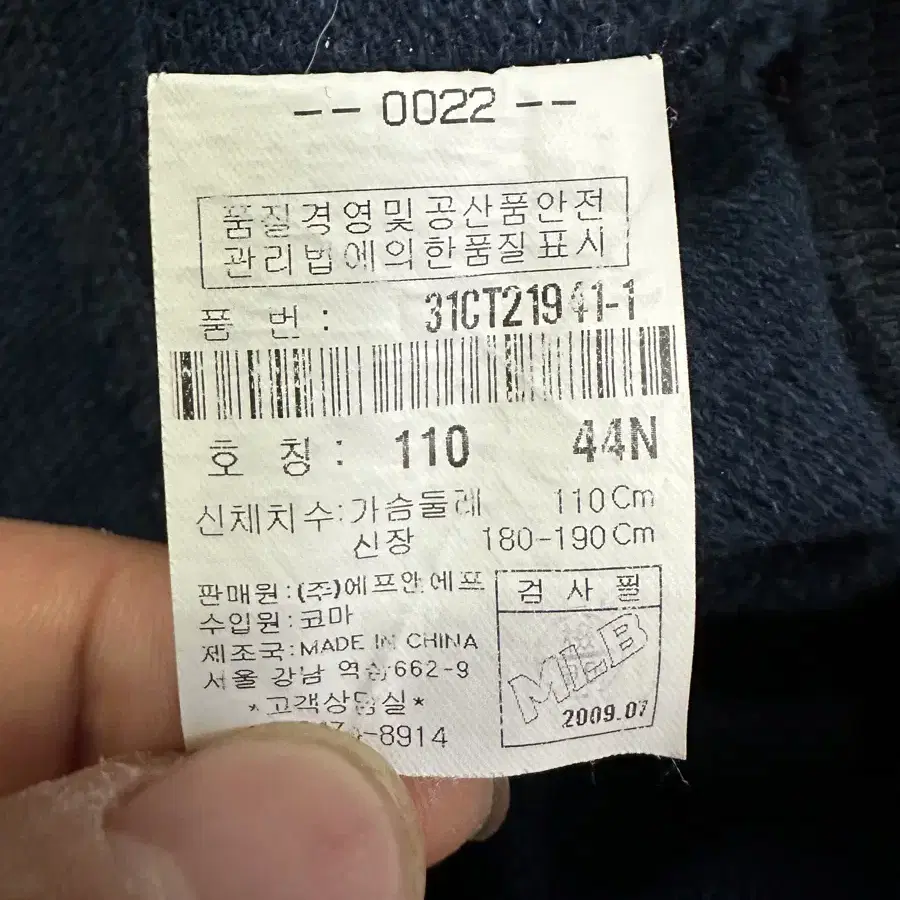 -- 0022 --
품질경영및공산품안전
관리법에의한품질표시
품 번 : 31CT21941-1
호 칭 : 110 44N
신체치수:가슴둘레 110Cm
신장 180-190Cm
판매원:(주)에프앤에프
수입원:코마
제조국:MADE IN CHINA
서울 강남 역삼662-9
*고객상담실*
-8914
검 사 필
MLB
2009.07